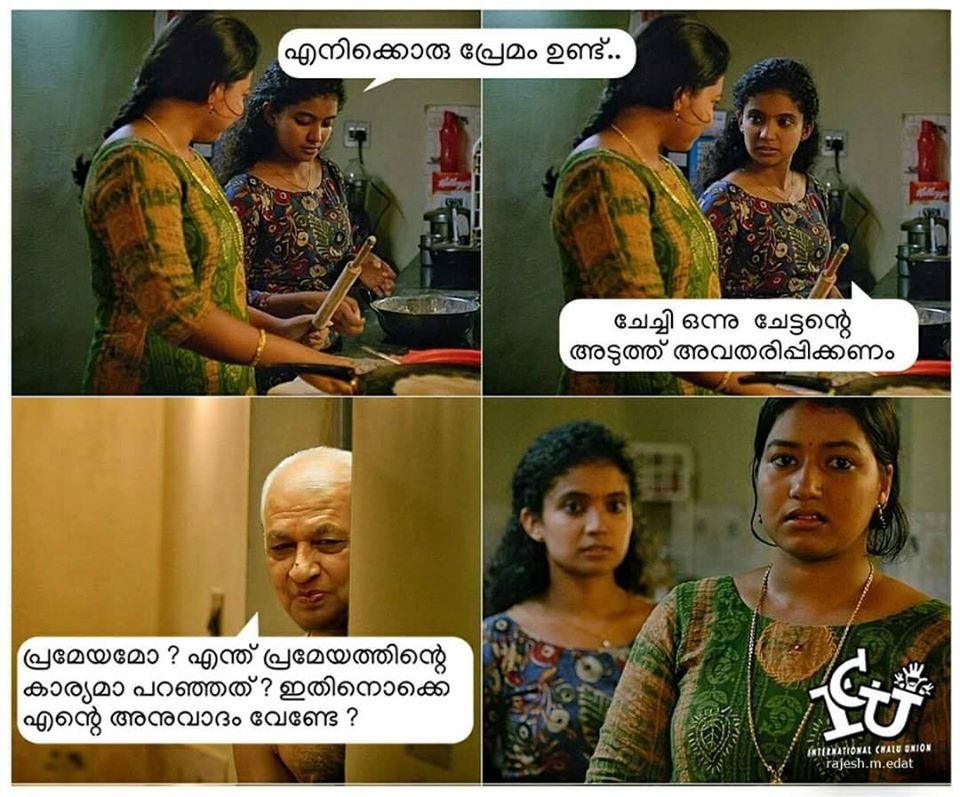 എനിക്കൊരു പ്രേമം ഉണ്ട്..
ചേച്ചി ഒന്നു ചേട്ടന്റെ
അടുത്ത് അവതരിപ്പിക്കണം
പ്രമേയമോ ? എന്ത് പ്രമേയത്തിന്റെ
കാര്യമാ പറഞ്ഞത് ? ഇതിനൊക്കെ
എന്റെ അനുവാദം വേണ്ടേ ?
ICU
INTERNATIONAL CHALU UNION
rajesh.m.edat